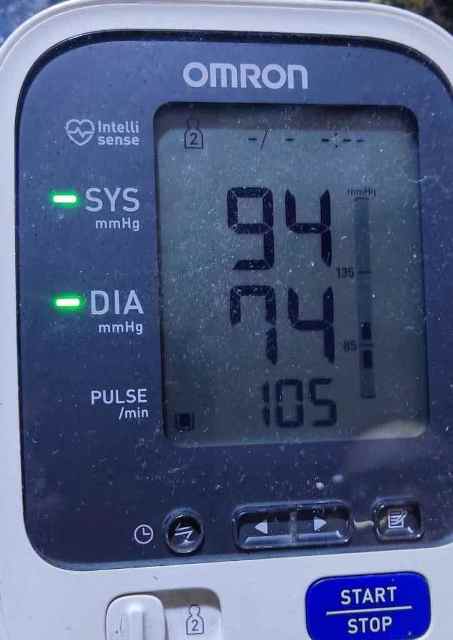 OMRON
Intelli
sense
2
-/ - -:--
SYS
mmHg
94
mmHg
135
DIA
mmHg
74
85
PULSE
/min
105
START
STOP
2